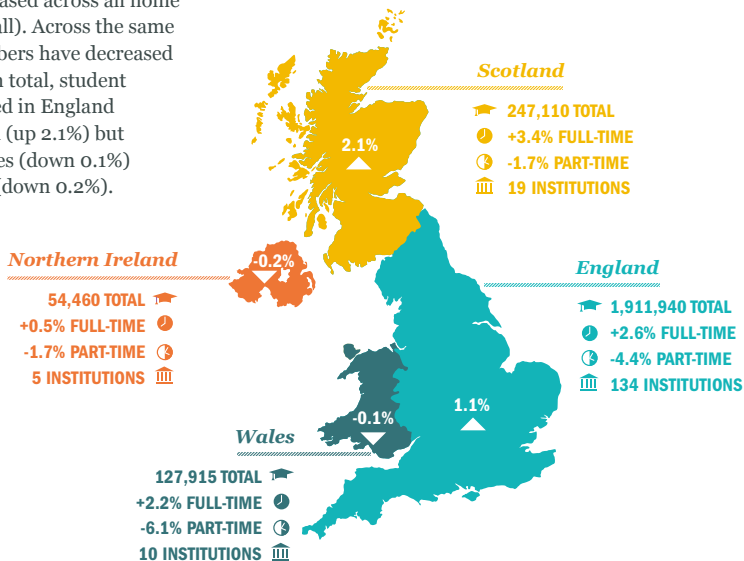 ased across all home
all). Across the same
bers have decreased
n total, student
ed in England
(up 2.1%) but
es (down 0.1%)
(down 0.2%).
Scotland
247,110 TOTAL
+3.4% FULL-TIME
-1.7% PART-TIME
19 INSTITUTIONS
2.1%
Northern Ireland
54,460 TOTAL
+0.5% FULL-TIME
-1.7% PART-TIME
5 INSTITUTIONS
-0.2%
England
1,911,940 TOTAL
+2.6% FULL-TIME
-4.4% PART-TIME
134 INSTITUTIONS
1.1%
-0.1%
Wales
127,915 TOTAL
+2.2% FULL-TIME
-6.1% PART-TIME
10 INSTITUTIONS